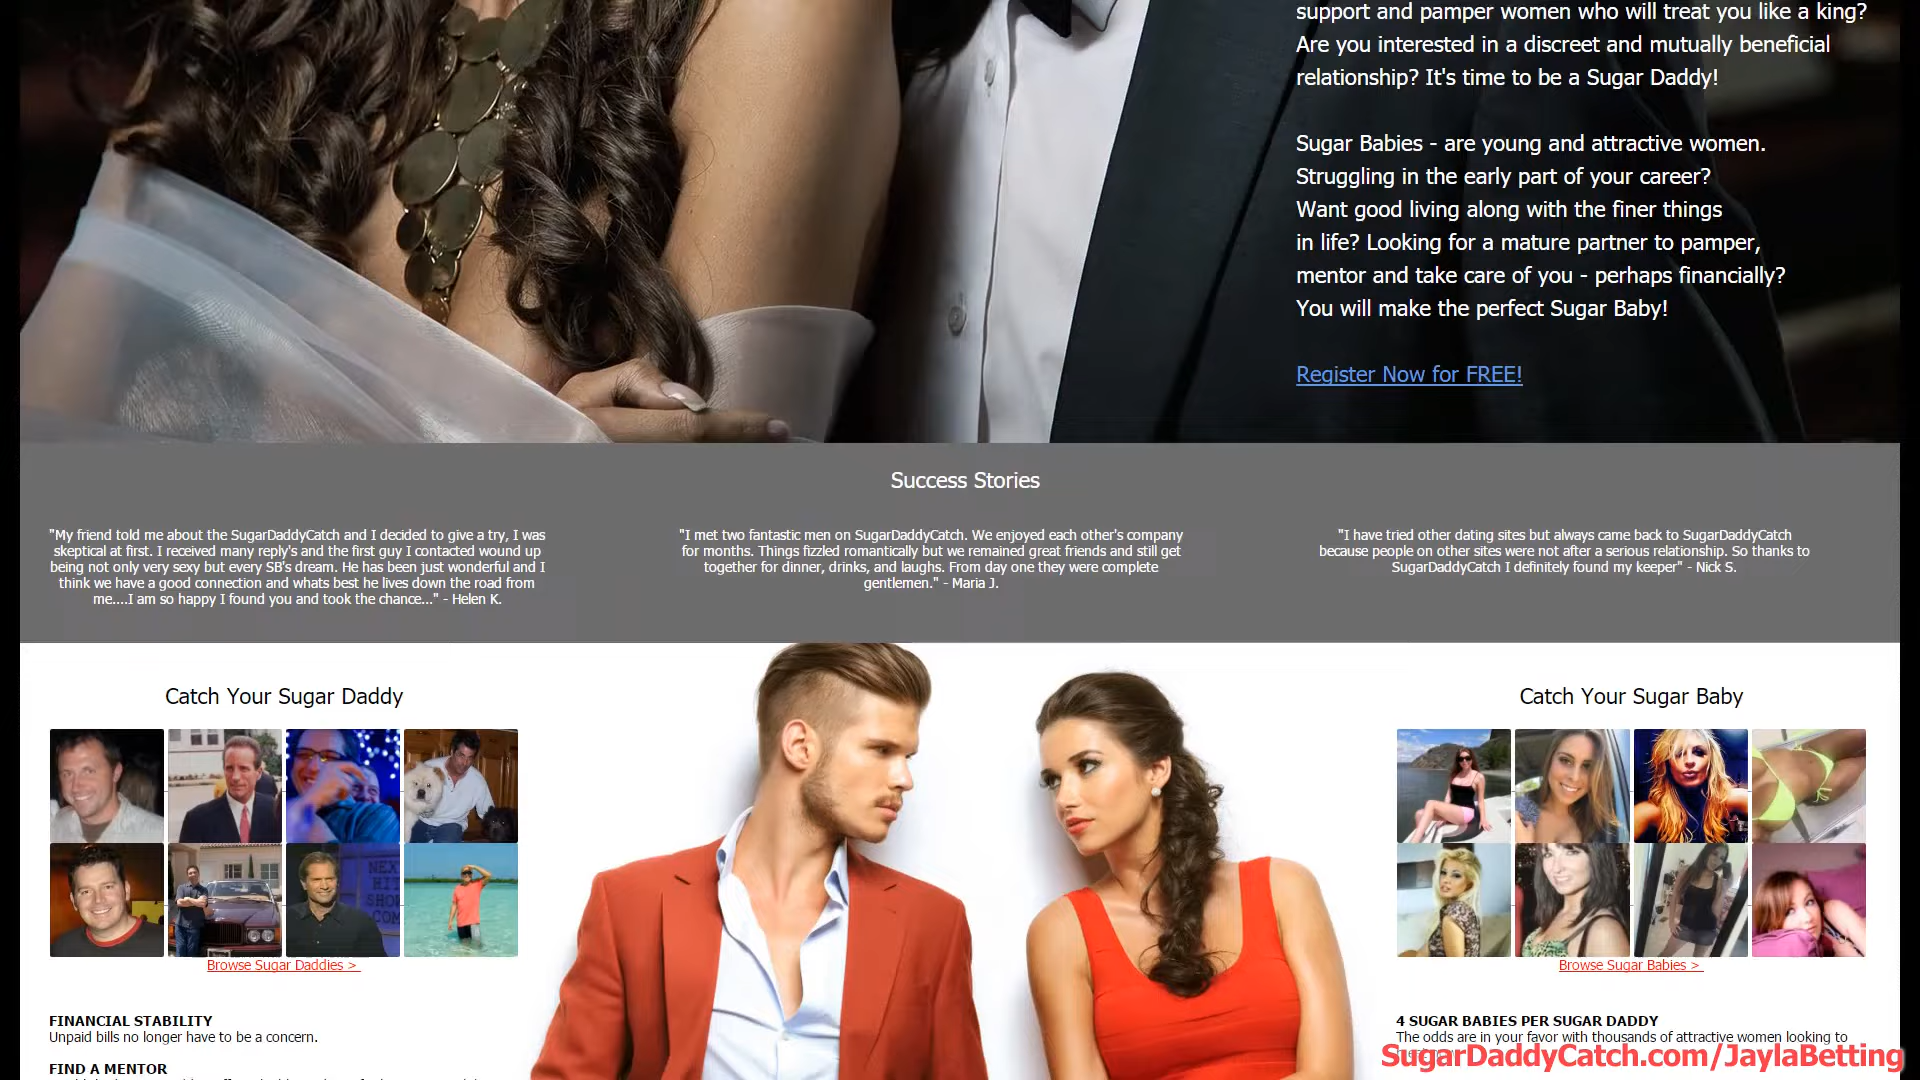 support and pamper women who will treat you like a king?
Are you interested in a discreet and mutually beneficial
relationship? It's time to be a Sugar Daddy!
Sugar Babies - are young and attractive women.
Struggling in the early part of your career?
Want good living along with the finer things
in life? Looking for a mature partner to pamper,
mentor and take care of you - perhaps financially?
You will make the perfect Sugar Baby!
Register Now for FREE!
Success Stories
"My friend told me about the SugarDaddyCatch and I decided to give a try, I was
skeptical at first. I received many reply's and the first guy I contacted wound up
being not only very sexy but every SB's dream. He has been just wonderful and I
think we have a good connection and whats best he lives down the road from
me....I am so happy I found you and took the chance..." - Helen K.
"I met two fantastic men on SugarDaddyCatch. We enjoyed each other's company
for months. Things fizzled romantically but we remained great friends and still get
together for dinner, drinks, and laughs. From day one they were complete
gentlemen." - Maria J.
"I have tried other dating sites but always came back to SugarDaddyCatch
because people on other sites were not after a serious relationship. So thanks to
SugarDaddyCatch I definitely found my keeper" - Nick S.
Catch Your Sugar Daddy
NEX
HIT
SHO
COM
Browse Sugar Daddies >
FINANCIAL STABILITY
Unpaid bills no longer have to be a concern.
FIND A MENTOR
Catch Your Sugar Baby
Browse Sugar Babies >
4 SUGAR BABIES PER SUGAR DADDY
The odds are in your favor with thousands of attractive women looking to
SugarDaddyCatch.com/JaylaBetting